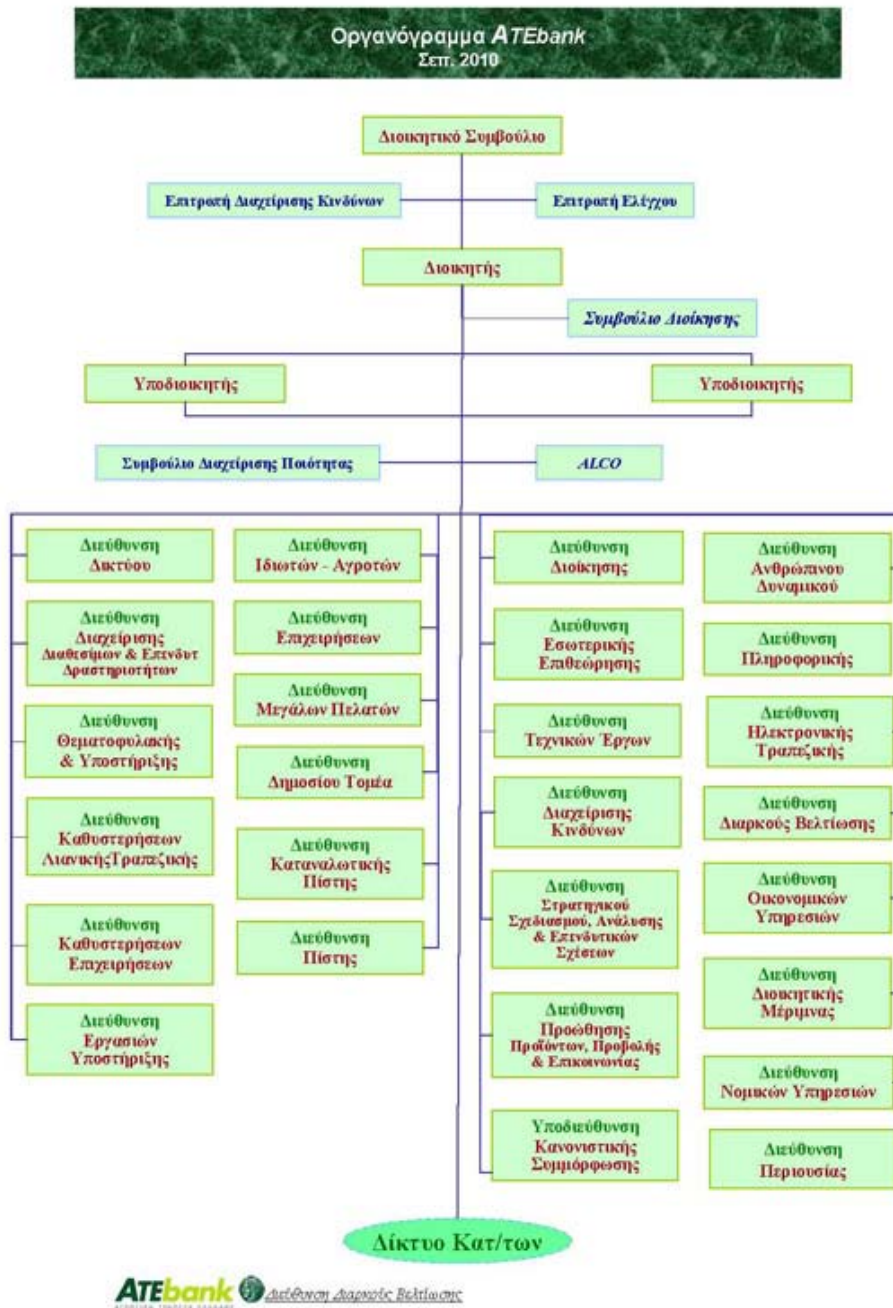 Οργανόγραμμα ATEbank
Σεπ. 2010
Διοικητικό Συμβούλιο
Επιτροπή Διαχείρισης Κινδύνων
Επιτροπή Ελέγχου
Διοικητής
Συμβούλιο Διοίκησης
Υποδιοικητής
Υποδιοικητής
Συμβούλιο Διαχείρισης Ποιότητας
ALCO
Διεύθυνση
Δικτύου
Διεύθυνση
Διαχείρισης
Διαθεσίμων & Επενδυτ
Δραστηριοτήτων
Διεύθυνση
Θεματοφυλακής
& Υποστήριξης
Διεύθυνση
Καθυστερήσεων
ΛιανικήςΤραπεζικής
Διεύθυνση
Καθυστερήσεων
Επιχειρήσεων
Διεύθυνση
Εργασιών
Υποστήριξης
Διεύθυνση
Ιδιωτών - Αγροτών
Διεύθυνση
Επιχειρήσεων
Διεύθυνση
Μεγάλων Πελατών
Διεύθυνση
Δημοσίου Τομέα
Διεύθυνση
Καταναλωτικής
Πίστης
Διεύθυνση
Πίστης
Διεύθυνση
Διοίκησης
Διεύθυνση
Εσωτερικής
Επιθεώρησης
Διεύθυνση
Τεχνικών Έργων
Διεύθυνση
Διαχείρισης
Κινδύνων
Διεύθυνση
Στρατηγικού
Σχεδιασμού, Ανάλυσης
& Επενδυτικών
Σχέσεων
Διεύθυνση
Προώθησης
Προϊόντων, Προβολής
& Επικοινωνίας
Υποδιεύθυνση
Κανονιστικής
Συμμόρφωσης
Διεύθυνση
Ανθρώπινου
Δυναμικού
Διεύθυνση
Πληροφορικής
Διεύθυνση
Ηλεκτρονικής
Τραπεζικής
Διεύθυνση
Διαρκούς Βελτίωσης
Διεύθυνση
Οικονομικών
Υπηρεσιών
Διεύθυνση
Διοικητικής
Μέριμνας
Διεύθυνση
Νομικών Υπηρεσιών
Διεύθυνση
Περιουσίας
Δίκτυο Κατ/των
ATEbank Διεύθυνση Διαρκούς Βελτίωσης